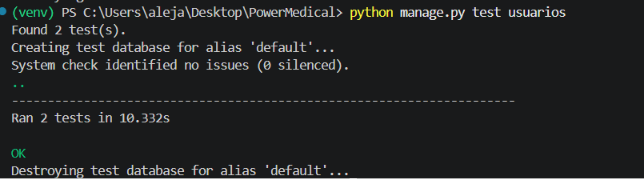 (venv) PS C:\Users\aleja\Desktop\PowerMedical> python manage.py test usuarios
Found 2 test(s).
Creating test database for alias 'default'...
System check identified no issues (0 silenced).
..
----------------------------------------------------------------------
Ran 2 tests in 10.332s
OK
Destroying test database for alias 'default'...